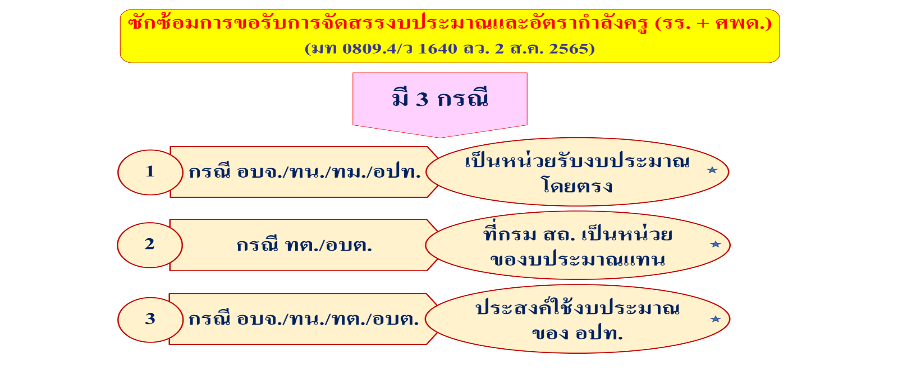 ซักซ้อมการขอรับการจัดสรรงบประมาณและอัตรากำลังครู (รร. + ศพด.)
(มท 0809.4/ว 1640 ลว. 2 ส.ค. 2565)
มี 3 กรณี
1 กรณี อบจ./ทน./ทม./อปท. เป็นหน่วยรับงบประมาณ
โดยตรง
2 กรณี ทต./อบต. ที่กรม สถ. เป็นหน่วย
ของบประมาณแทน
3 กรณี อบจ./ทน./ทต./อบต. ประสงค์ใช้งบประมาณ
ของ อปท.